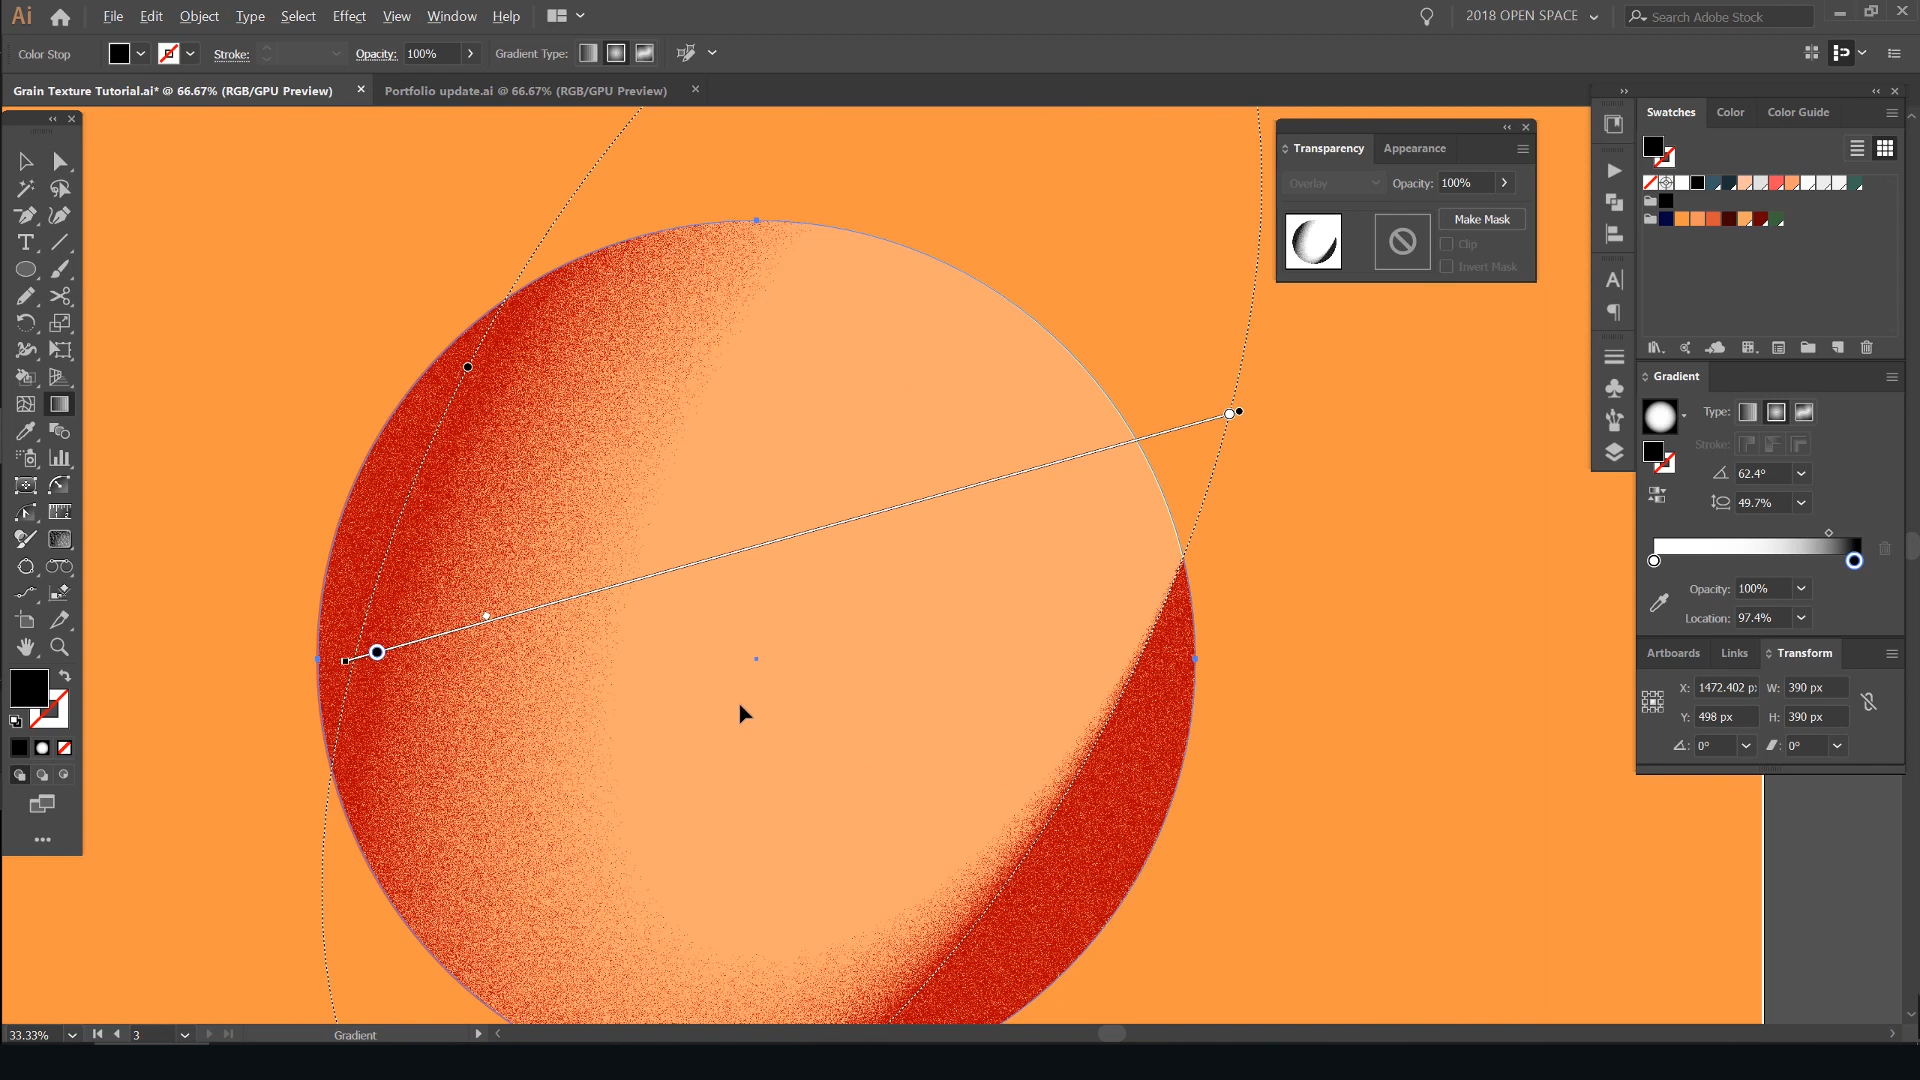 Ai File Edit Object Type Select Effect View Window Help 2018 OPEN SPACE Search Adobe Stock
Color Stop Stroke: Opacity: 100% Gradient Type:
Grain Texture Tutorial.ai* @ 66.67% (RGB/GPU Preview) Portfolio update.ai @ 66.67% (RGB/GPU Preview)
Transparency Appearance
Overlay Opacity: 100%
Make Mask
Clip
Invert Mask
Swatches Color Color Guide
Gradient
Type:
Stroke:
62.4°
49.7%
Opacity: 100%
Location: 97.4%
Artboards Links Transform
X: 1472.402 p W: 390 px
Y: 498 px H: 390 px
0° 0°
33.33% 3 Gradient